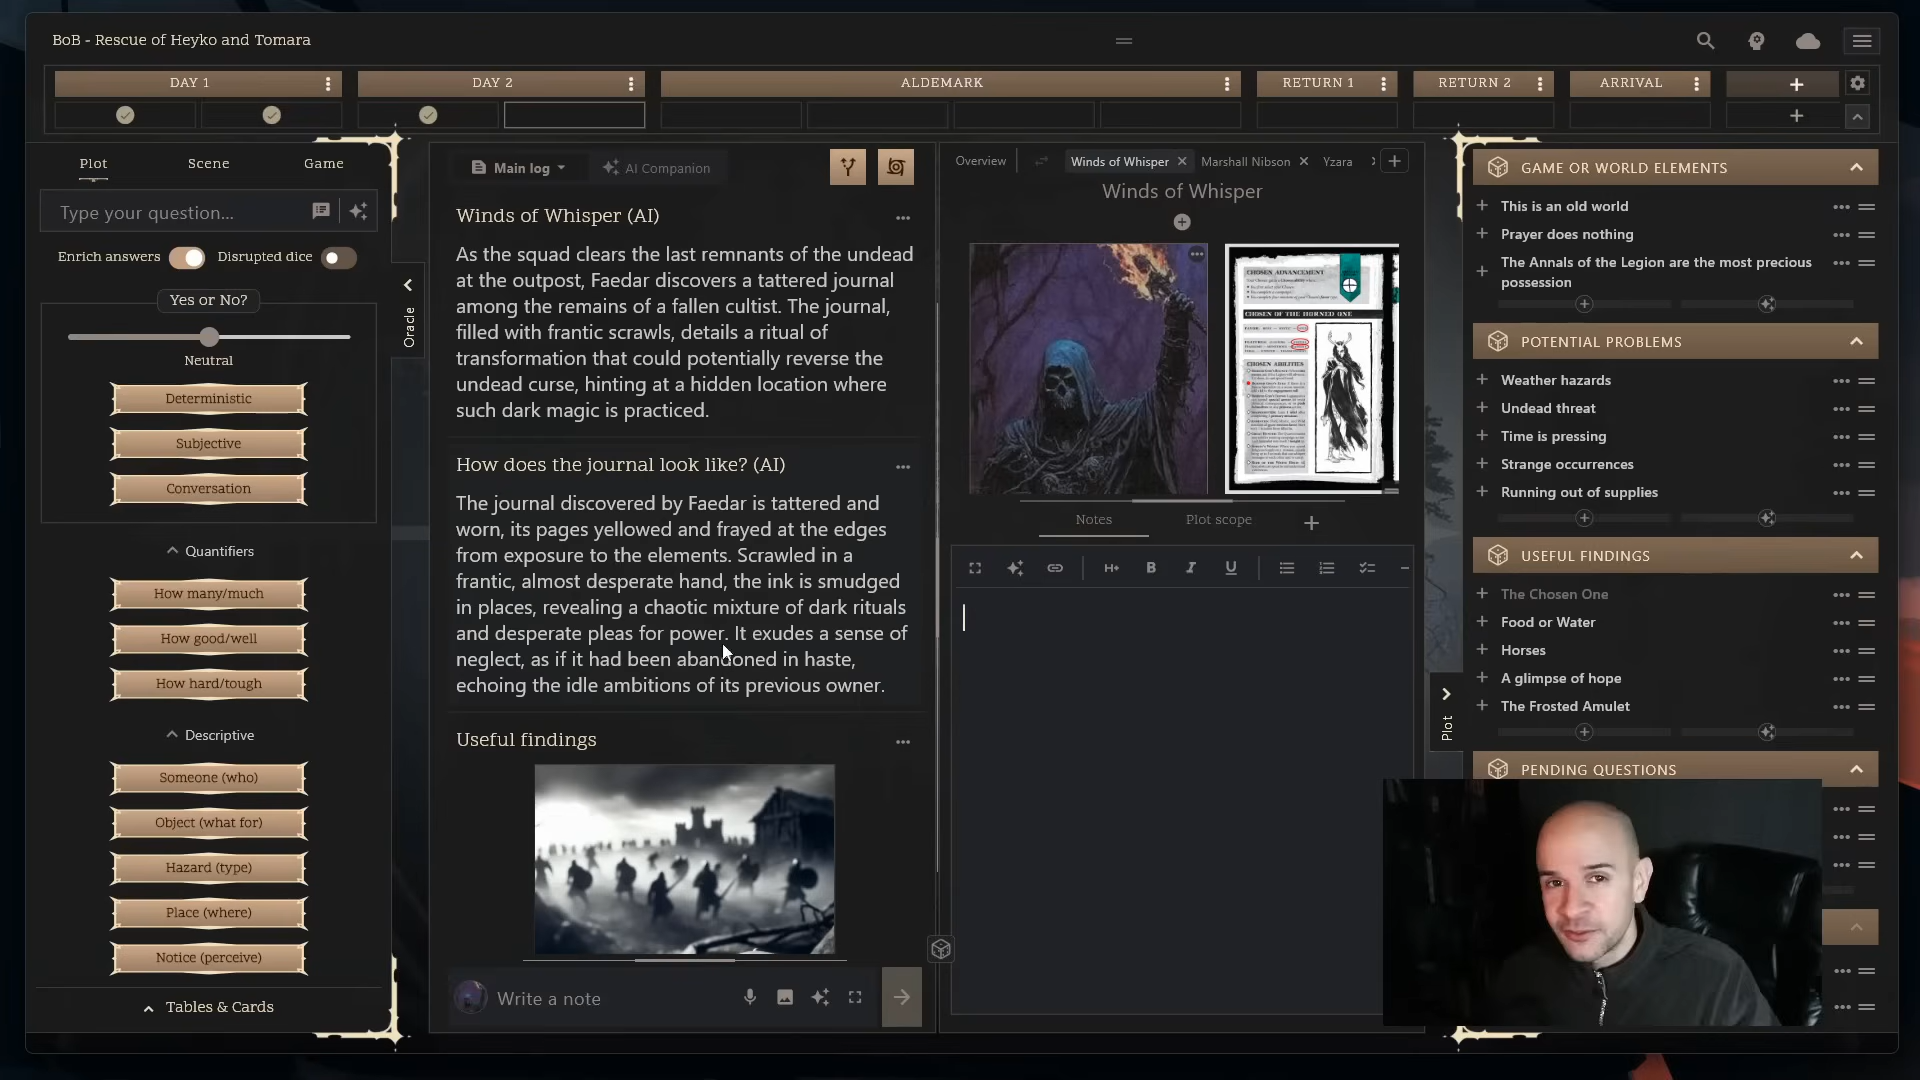 BoB - Rescue of Heyko and Tomara
DAY 1
DAY 2
ALDEMARK
RETURN 1
RETURN 2
ARRIVAL
Plot
Scene
Game
Type your question...
Enrich answers
Disrupted dice
Yes or No?
Neutral
Deterministic
Subjective
Conversation
Quantifiers
How many/much
How good/well
How hard/tough
Descriptive
Someone (who)
Object (what for)
Hazard (type)
Place (where)
Notice (perceive)
Tables & Cards
Oracle
Main log
AI Companion
Winds of Whisper (AI)
As the squad clears the last remnants of the undead
at the outpost, Faedar discovers a tattered journal
among the remains of a fallen cultist. The journal,
filled with frantic scrawls, details a ritual of
transformation that could potentially reverse the
undead curse, hinting at a hidden location where
such dark magic is practiced.
How does the journal look like? (AI)
The journal discovered by Faedar is tattered and
worn, its pages yellowed and frayed at the edges
from exposure to the elements. Scrawled in a
frantic, almost desperate hand, the ink is smudged
in places, revealing a chaotic mixture of dark rituals
and desperate pleas for power. It exudes a sense of
neglect, as if it had been abandoned in haste,
echoing the idle ambitions of its previous owner.
Useful findings
Write a note
Overview
Winds of Whisper
Marshall Nibson
Yzara
Winds of Whisper
CHOSEN ADVANCEMENT
CHOSEN OF THE HORNED ONE
CHOSEN ABILITIES
Notes
Plot scope
H+
B
I
U
Plot
GAME OR WORLD ELEMENTS
This is an old world
Prayer does nothing
The Annals of the Legion are the most precious
possession
POTENTIAL PROBLEMS
Weather hazards
Undead threat
Time is pressing
Strange occurrences
Running out of supplies
USEFUL FINDINGS
The Chosen One
Food or Water
Horses
A glimpse of hope
The Frosted Amulet
PENDING QUESTIONS